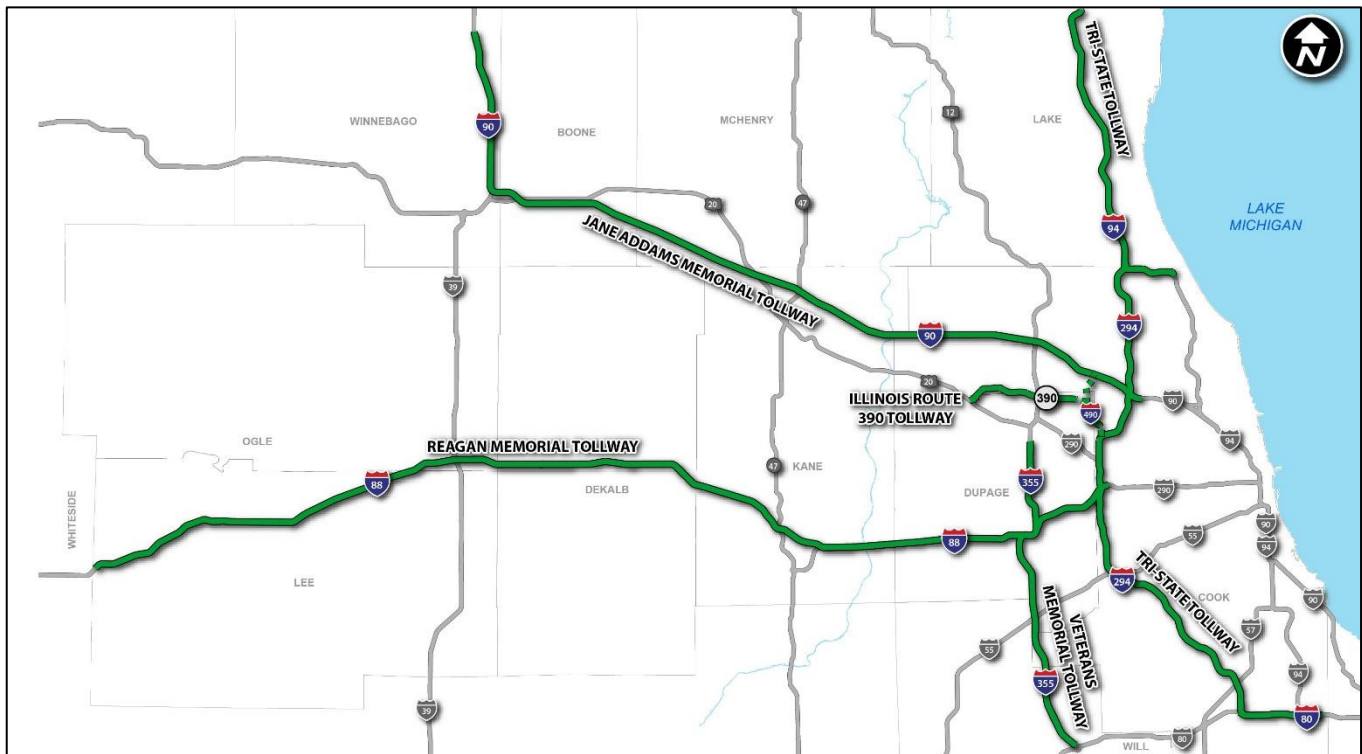 N
TRI-STATE TOLLWAY
12
WINNEBAGO
90
BOONE
MCHENRY
LAKE
20
47
LAKE
MICHIGAN
94
JANE ADDAMS MEMORIAL TOLLWAY
39
294
90
20
ILLINOIS ROUTE
390 TOLLWAY
390
490
90
290
94
OGLE
REAGAN MEMORIAL TOLLWAY
47
KANE
88
DEKALB
355
DUPAGE
290
WHITESIDE
88
55
90
94
LEE
294
TRI-STATE TOLLWAY
COOK
90
57
55
VETERANS
MEMORIAL TOLLWAY
355
94
39
80
80
WILL